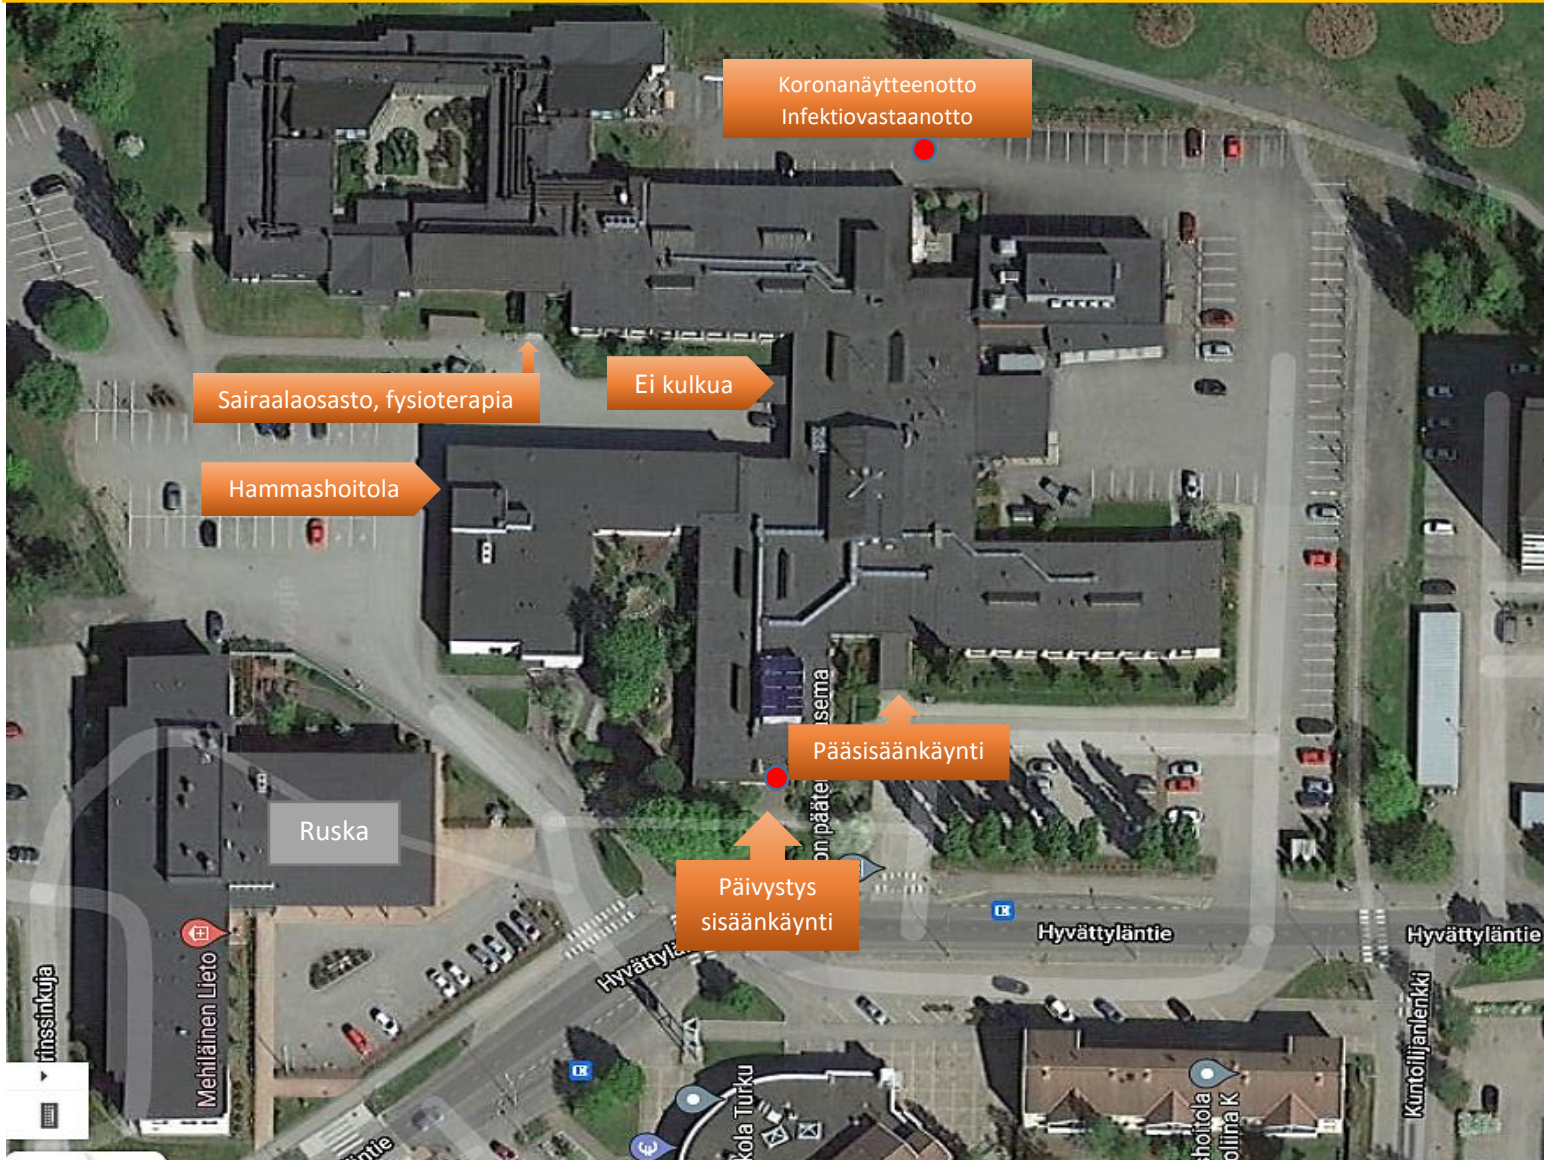 Koronanäytteenotto
Infektiovastaanotto
Sairaalaosasto, fysioterapia
Ei kulkua
Hammashoitola
Pääsisäänkäynti
Ruska
Päivystys
sisäänkäynti
Hyvättyläntie
Hyvättyläntie
Mehiläinen Lieto
Kuntoilijanlenkki